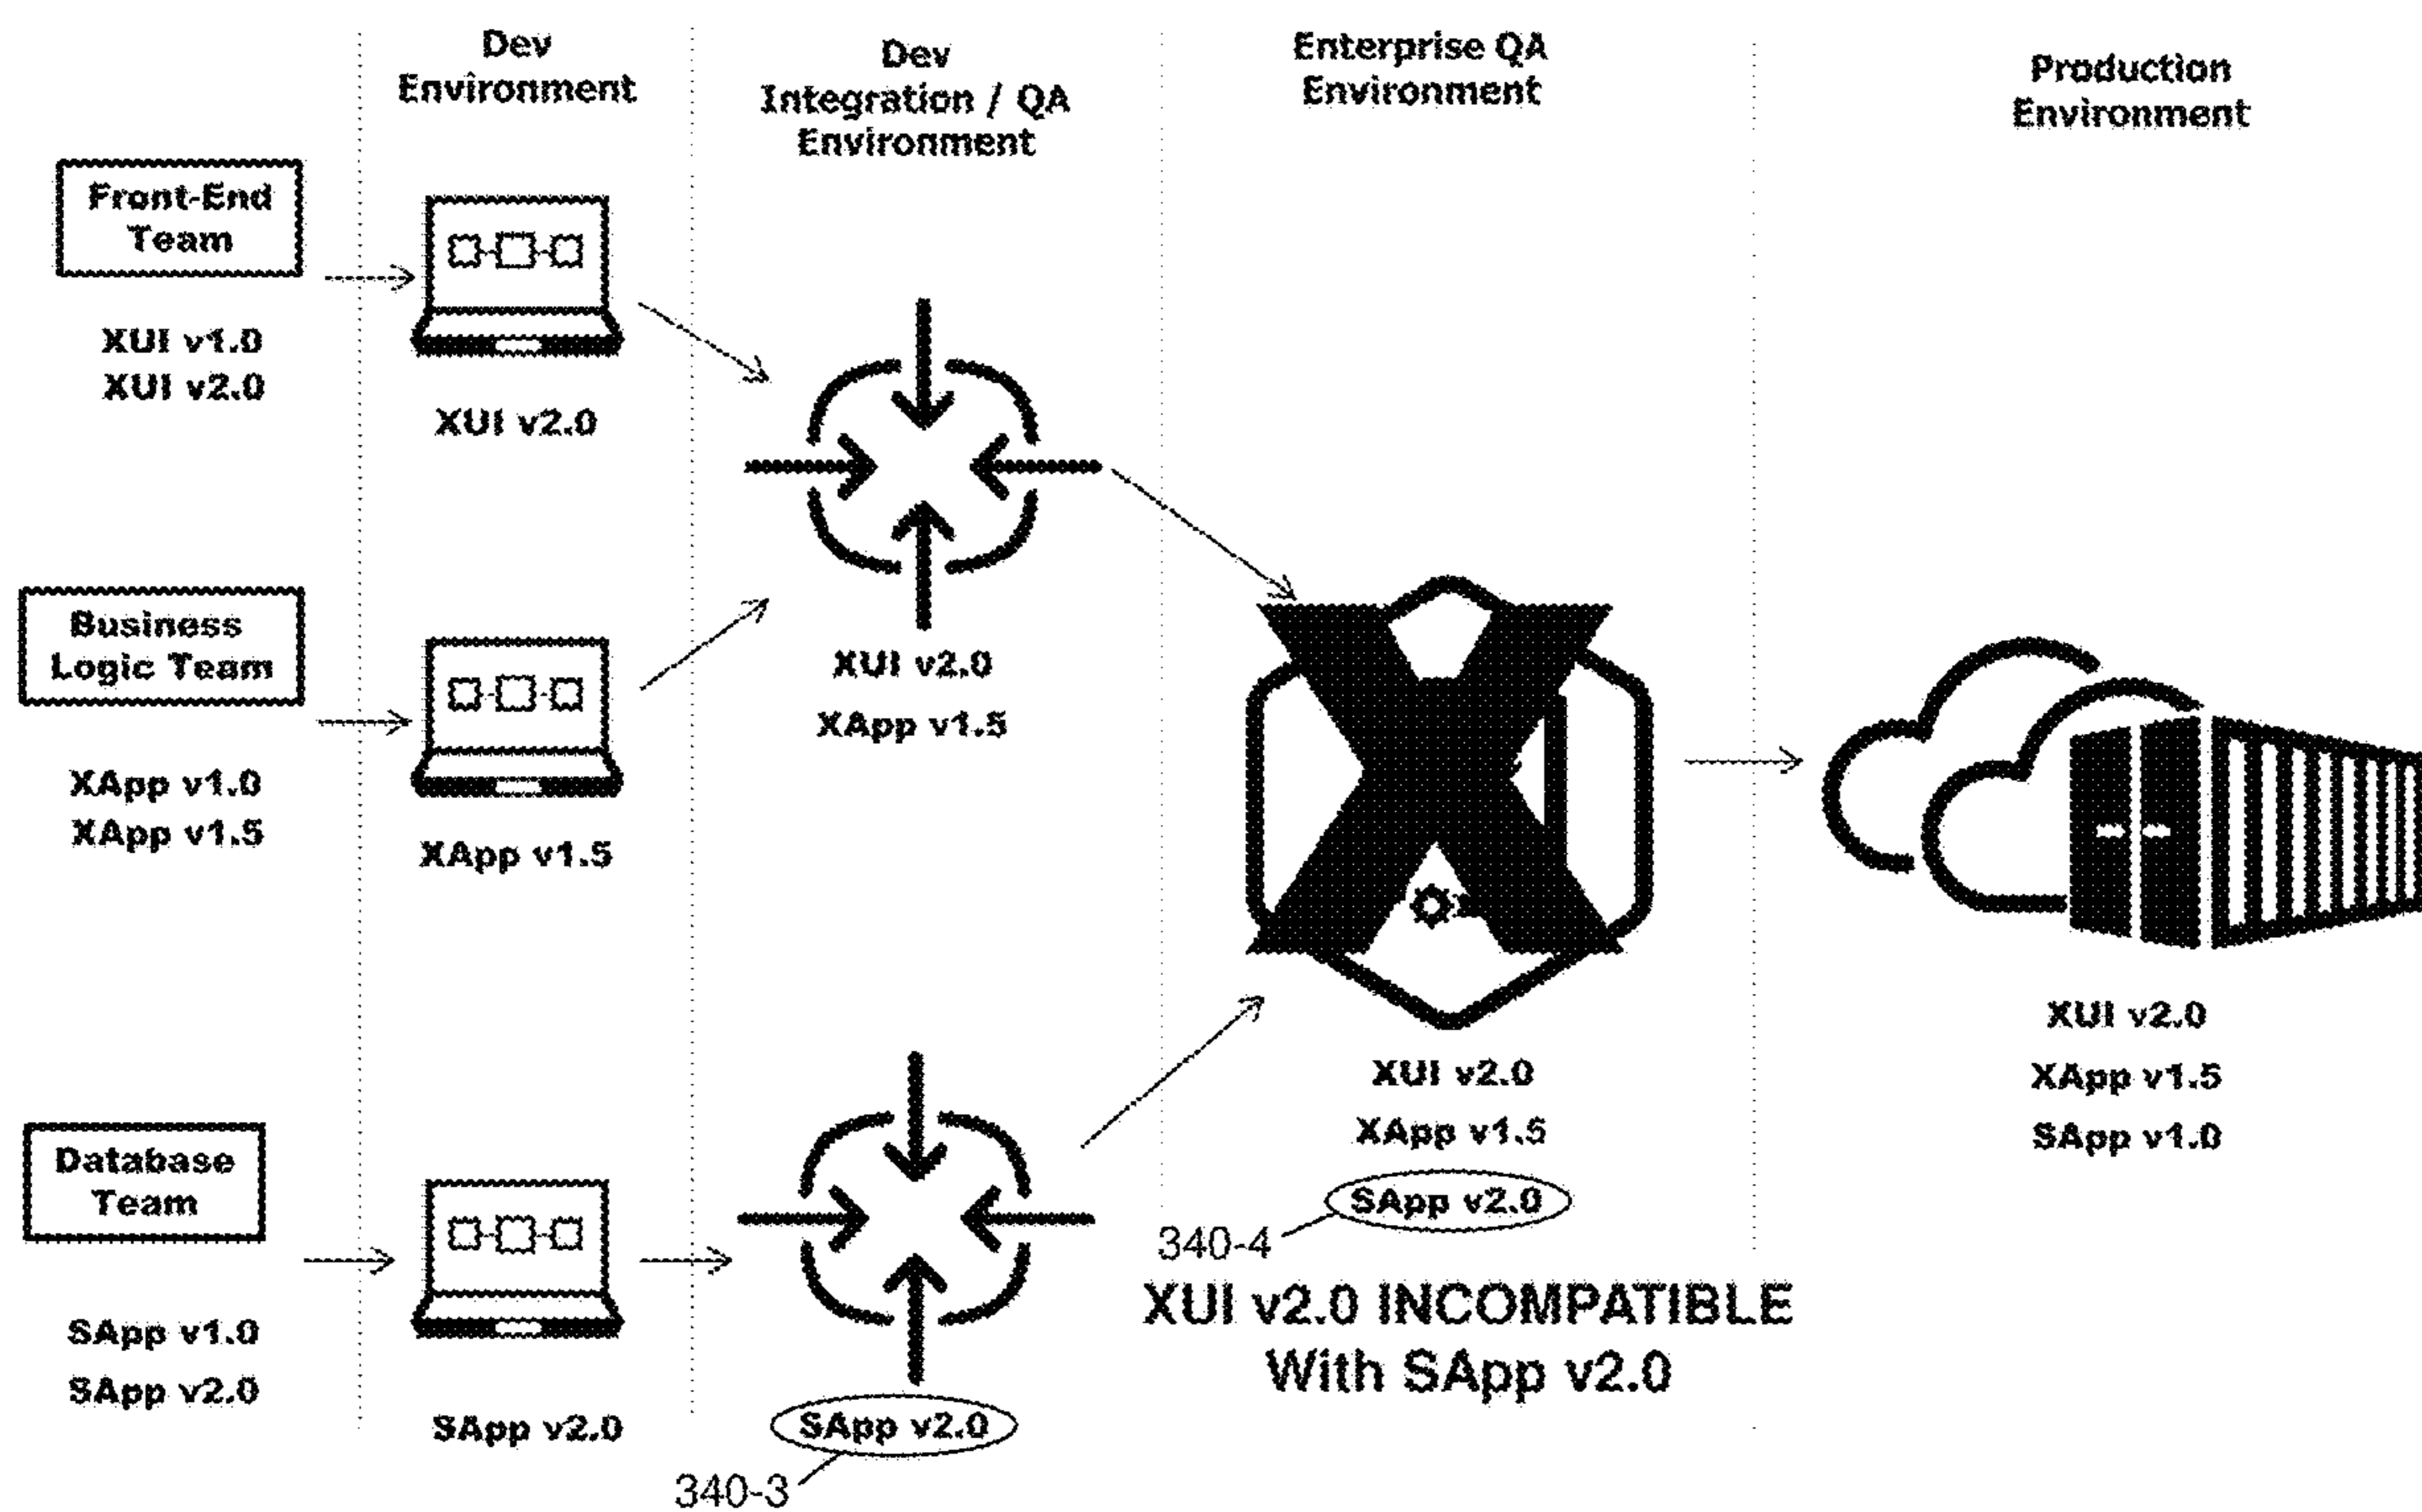 Dev
Environment
Dev
Integration / QA
Environment
Enterprise QA
Environment
Production
Environment
Front-End
Team
XUI v1.0
XUI v2.0
XUI v2.0
Business
Logic Team
XApp v1.0
XApp v1.5
XApp v1.5
XUI v2.0
XApp v1.5
Database
Team
SApp v1.0
SApp v2.0
SApp v2.0
SApp v2.0
340-3
XUI v2.0
XApp v1.5
SApp v2.0
340-4
XUI v2.0 INCOMPATIBLE
With SApp v2.0
XUI v2.0
XApp v1.5
SApp v1.0